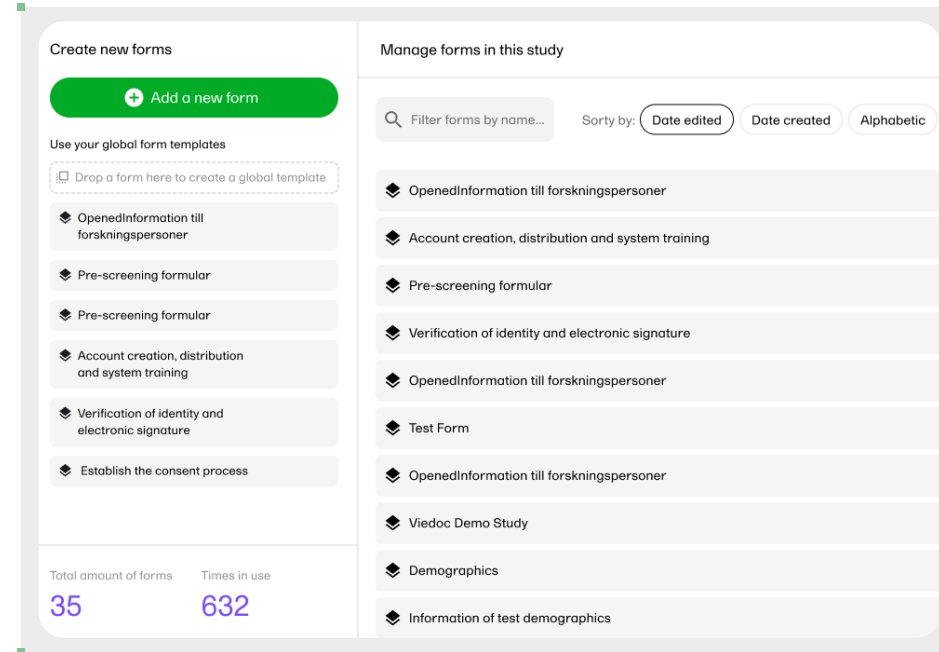 Create new forms
Add a new form
Use your global form templates
Drop a form here to create a global template
OpenedInformation till
forskningspersoner
Pre-screening formular
Pre-screening formular
Account creation, distribution
and system training
Verification of identity and
electronic signature
Establish the consent process
Total amount of forms
35
Times in use
632
Manage forms in this study
Filter forms by name...
Sorty by:
Date edited
Date created
Alphabetic
OpenedInformation till forskningspersoner
Account creation, distribution and system training
Pre-screening formular
Verification of identity and electronic signature
OpenedInformation till forskningspersoner
Test Form
OpenedInformation till forskningspersoner
Viedoc Demo Study
Demographics
Information of test demographics